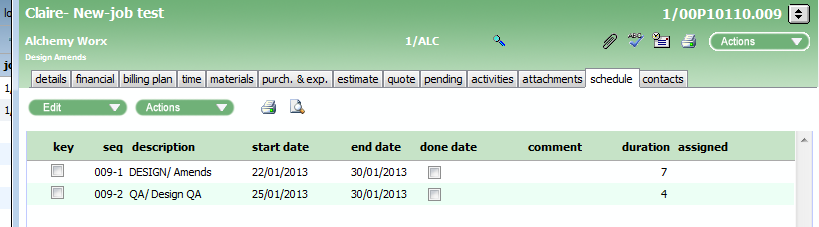 Claire- New-job test 1/00P10110.009
Alchemy Worx 1/ALC ABC Actions
Design Amends
details financial billing plan time materials purch. & exp. estimate quote pending activities attachments schedule contacts
Edit Actions
key seq description start date end date done date comment duration assigned
009-1 DESIGN/ Amends 22/01/2013 30/01/2013 7
009-2 QA/ Design QA 25/01/2013 30/01/2013 4